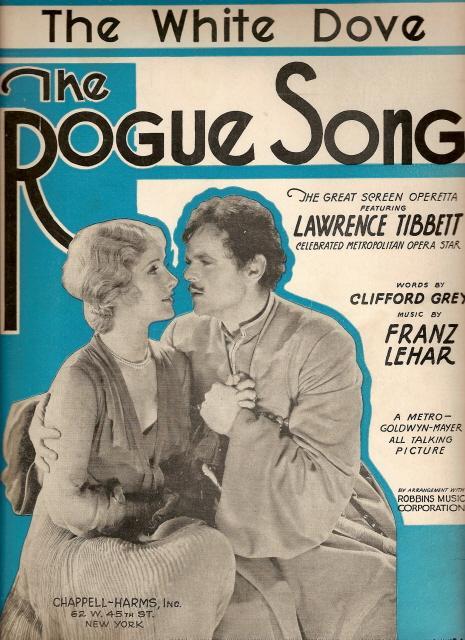 The White Dove
The
Rogue Song
THE GREAT SCREEN OPERETTA
FEATURING
LAWRENCE TIBBETT
CELEBRATED METROPOLITAN OPERA STAR
WORDS BY
CLIFFORD GREY
MUSIC BY
FRANZ
LEHAR
A METRO-
GOLDWYN-MAYER
ALL TALKING
PICTURE
BY ARRANGEMENT WITH
ROBBINS MUSIC
CORPORATION
CHAPPELL-HARMS, INC.
62 W. 45TH ST.
NEW YORK